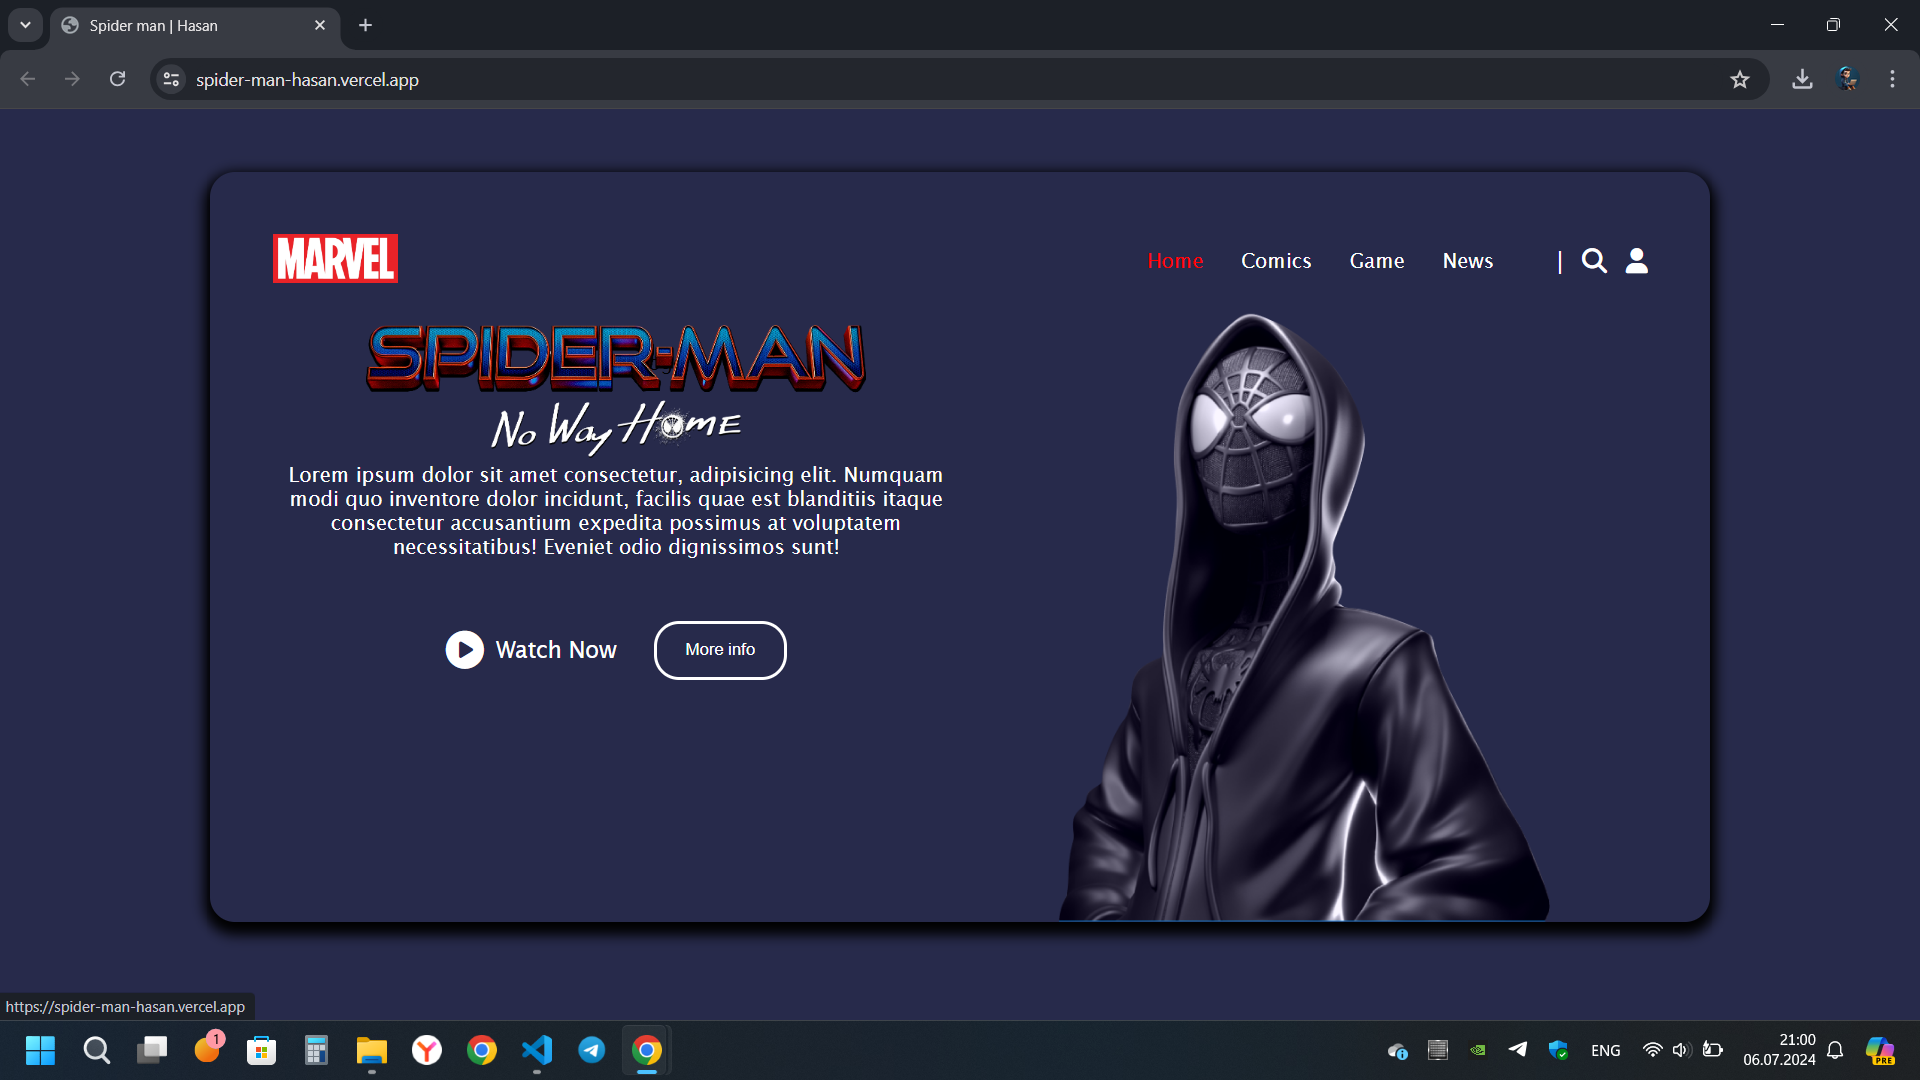 Spider man | Hasan
spider-man-hasan.vercel.app
MARVEL
Home Comics Game News |
SPIDER-MAN
No Way Home
Lorem ipsum dolor sit amet consectetur, adipisicing elit. Numquam
modi quo inventore dolor incidunt, facilis quae est blanditiis itaque
consectetur accusantium expedita possimus at voluptatem
necessitatibus! Eveniet odio dignissimos sunt!
Watch Now More info
https://spider-man-hasan.vercel.app
1
ENG
21:00
06.07.2024
PRE